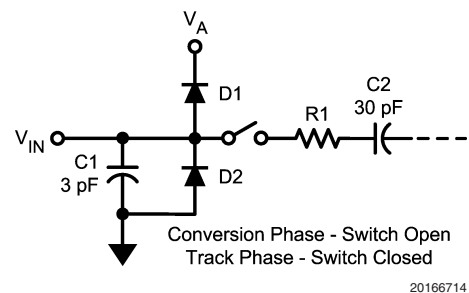 VA
D1
R1
C2
30 pF
VIN
C1
3 pF
D2
Conversion Phase - Switch Open
Track Phase - Switch Closed
20166714